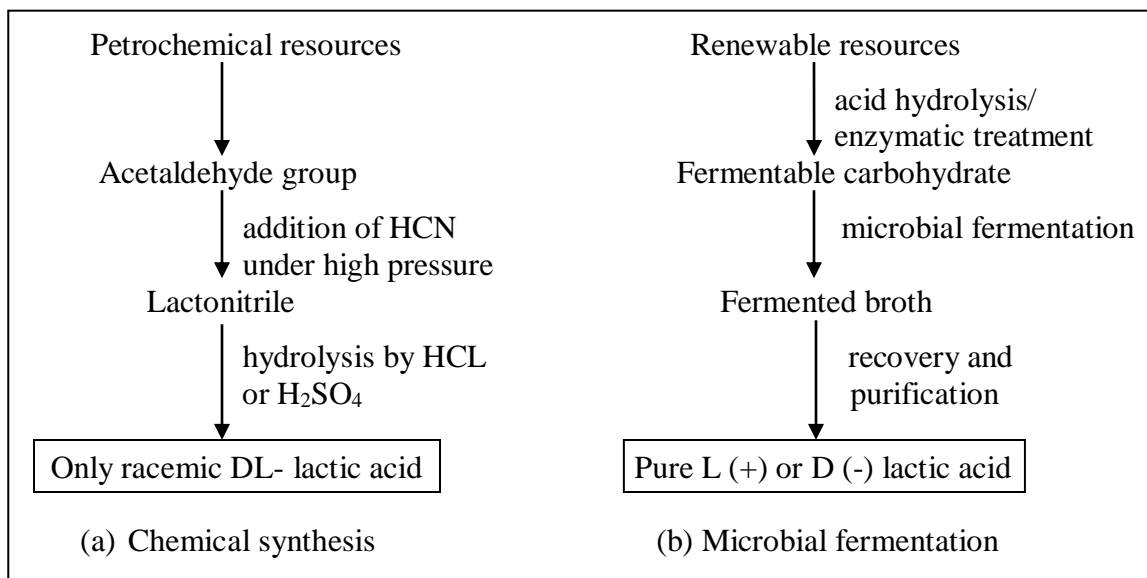 Petrochemical resources
Acetaldehyde group
addition of HCN
under high pressure
Lactonitrile
hydrolysis by HCL
or H₂SO₄
Only racemic DL- lactic acid
(a) Chemical synthesis
Renewable resources
acid hydrolysis/
enzymatic treatment
Fermentable carbohydrate
microbial fermentation
Fermented broth
recovery and
purification
Pure L (+) or D (-) lactic acid
(b) Microbial fermentation